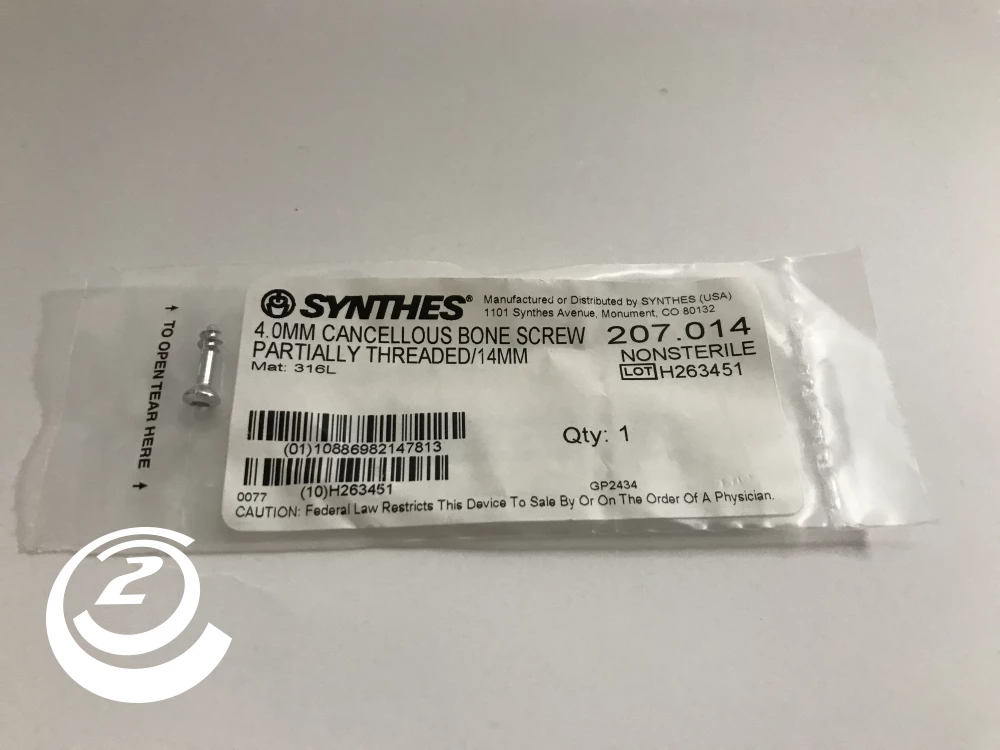 ↑ TO OPEN TEAR HERE ↑
SYNTHES®
Manufactured or Distributed by SYNTHES (USA)
1101 Synthes Avenue, Monument, CO 80132
4.0MM CANCELLOUS BONE SCREW
PARTIALLY THREADED/14MM
Mat: 316L
207.014
NONSTERILE
LOT H263451
(01)10886982147813
Qty: 1
(10)H263451
0077
GP2434
CAUTION: Federal Law Restricts This Device To Sale By Or On The Order Of A Physician.
2